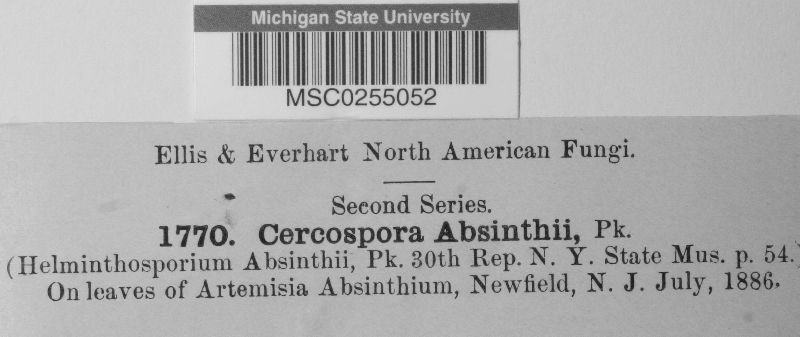 Michigan State University
MSC0255052
Ellis & Everhart North American Fungi.
Second Series.
1770. Cercospora Absinthii, Pk.
(Helminthosporium Absinthii, Pk. 30th Rep. N. Y. State Mus. p. 54.)
On leaves of Artemisia Absinthium, Newfield, N. J. July, 1886.